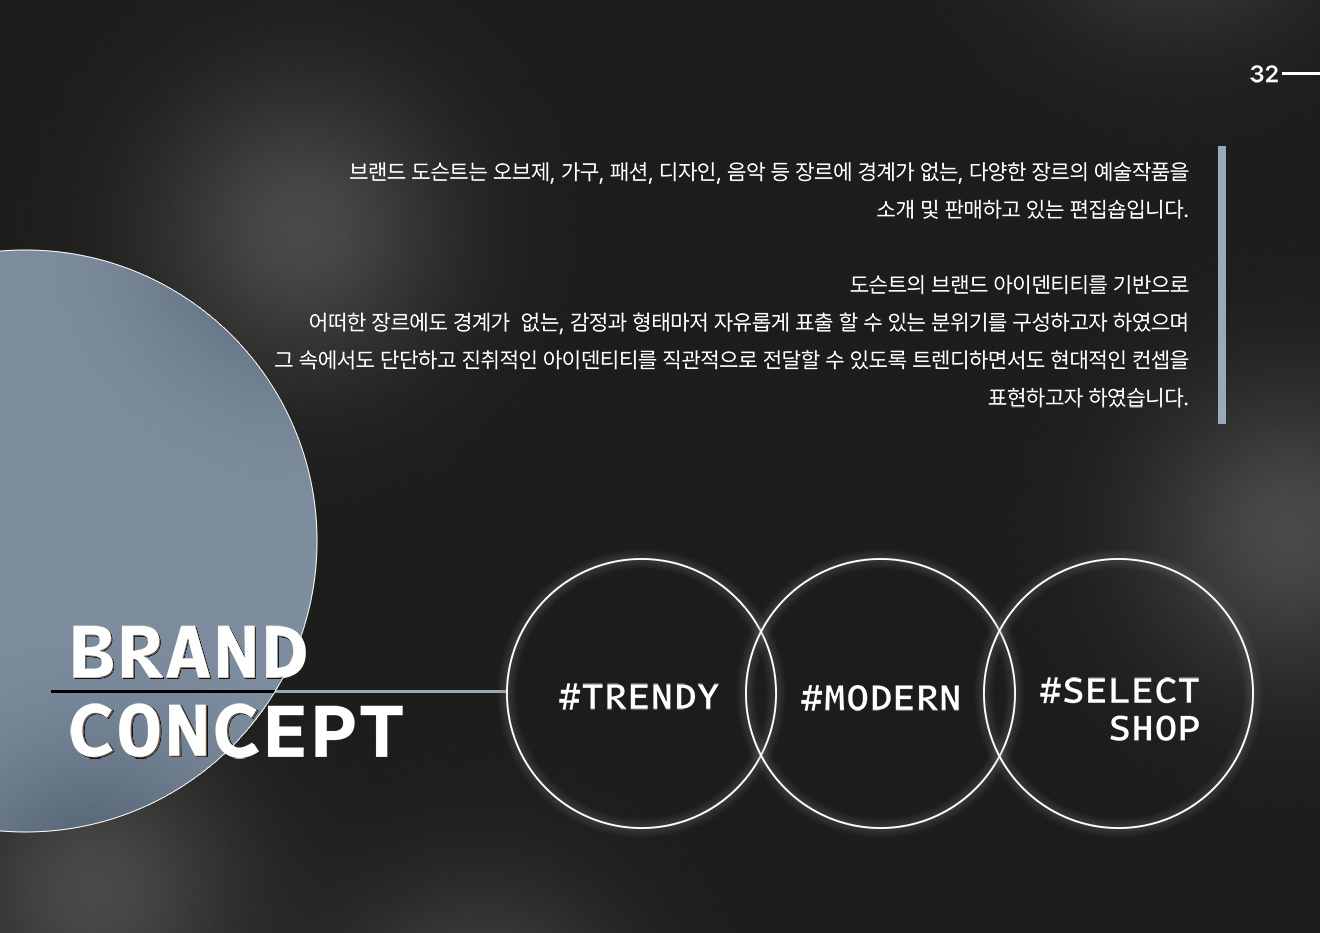 32
브랜드 도슨트는 오브제, 가구, 패션, 디자인, 음악 등 장르에 경계가 없는, 다양한 장르의 예술작품을
소개 및 판매하고 있는 편집숍입니다.
도슨트의 브랜드 아이덴티티를 기반으로
어떠한 장르에도 경계가 없는, 감정과 형태마저 자유롭게 표출 할 수 있는 분위기를 구성하고자 하였으며
그 속에서도 단단하고 진취적인 아이덴티티를 직관적으로 전달할 수 있도록 트렌디하면서도 현대적인 컨셉을
표현하고자 하였습니다.
BRAND
CONCEPT
#TRENDY
#MODERN
#SELECT
SHOP